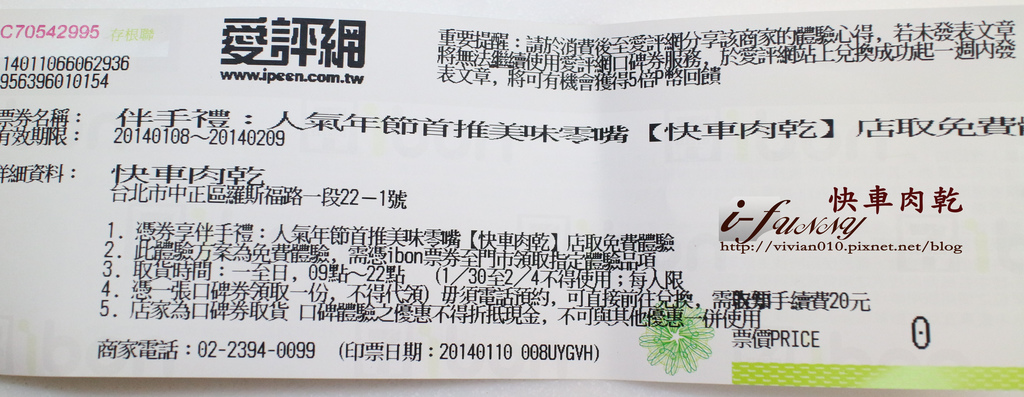 C70542995 存根聯
愛評網
www.ipeen.com.tw
重要提醒：請於消費後至愛評網分享該商家的體驗心得，若未發表文章
將無法繼續使用愛評網口碑券服務，於愛評網站上兌換成功起一週內發
表文章，將可有機會獲得5倍P幣回饋
140110066062936
956396010154
票券名稱： 伴手禮：人氣年節首推美味零嘴【快車肉乾】店取免費
有效期限： 20140108～20140209
詳細資料： 快車肉乾
台北市中正區羅斯福路一段22－1號
快車肉乾
i-Funny
http://vivian010.pixnet.net/blog
1. 憑券享伴手禮：人氣年節首推美味零嘴【快車肉乾】店取免費體驗
2. 此體驗方案為免費體驗，需憑ibon票券至門市領取指定體驗品項
3. 取貨時間：一至日，09點～22點 (1/30至2/4不得使用；每人限
4. 憑一張口碑券領取一份，不得代領) 毋須電話預約，可直接前往兌換，需 手續費20元
5. 店家為口碑券取貨 口碑體驗之優惠不得折抵現金，不可與其他優惠一併使用
票價PRICE 0
商家電話：02-2394-0099 (印票日期：20140110 008UYGVH)